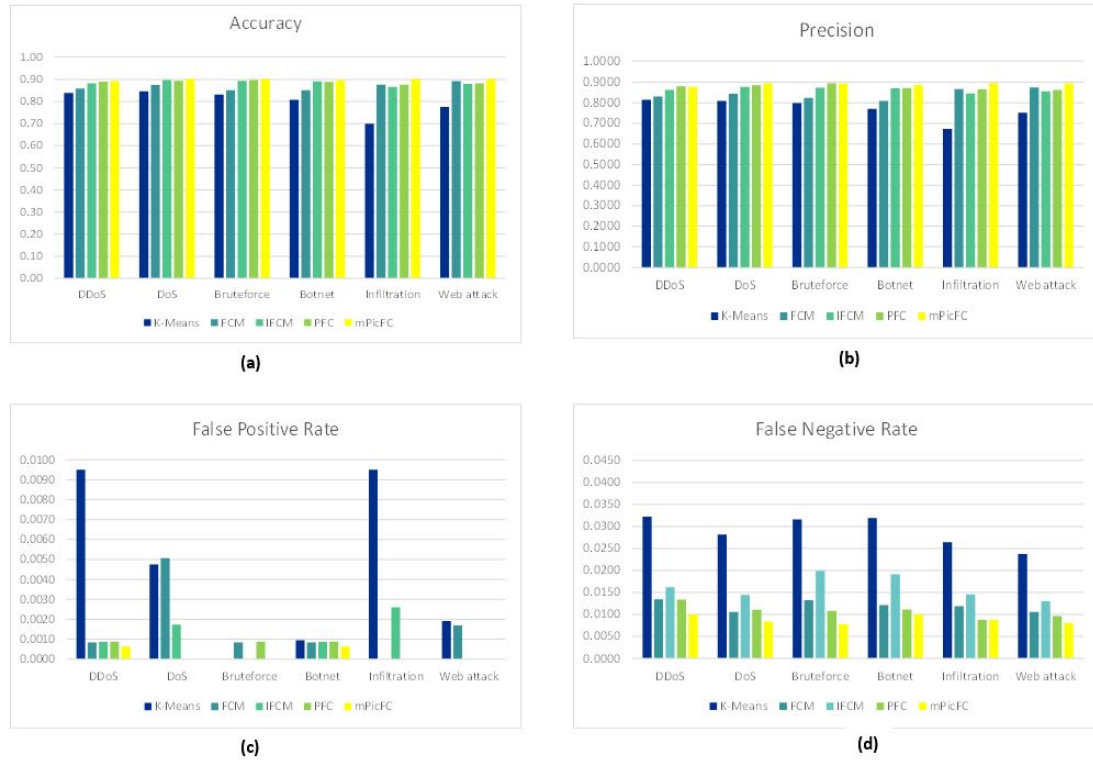 Accuracy
1.00
0.90
0.80
0.70
0.60
0.50
0.40
0.30
0.20
0.10
0.00
DDoS DoS Bruteforce Botnet Infiltration Web attack
K-Means FCM IFCM PFC mPicFC
(a)
Precision
1.0000
0.9000
0.8000
0.7000
0.6000
0.5000
0.4000
0.3000
0.2000
0.1000
0.0000
DDoS DoS Bruteforce Botnet Infiltration Web attack
K-Means FCM IFCM PFC mPicFC
(b)
False Positive Rate
0.0100
0.0090
0.0080
0.0070
0.0060
0.0050
0.0040
0.0030
0.0020
0.0010
0.0000
DDoS DoS Bruteforce Botnet Infiltration Web attack
K-Means FCM IFCM PFC mPicFC
(c)
False Negative Rate
0.0450
0.0400
0.0350
0.0300
0.0250
0.0200
0.0150
0.0100
0.0050
0.0000
DDoS DoS Bruteforce Botnet Infiltration Web attack
K-Means FCM IFCM PFC mPicFC
(d)